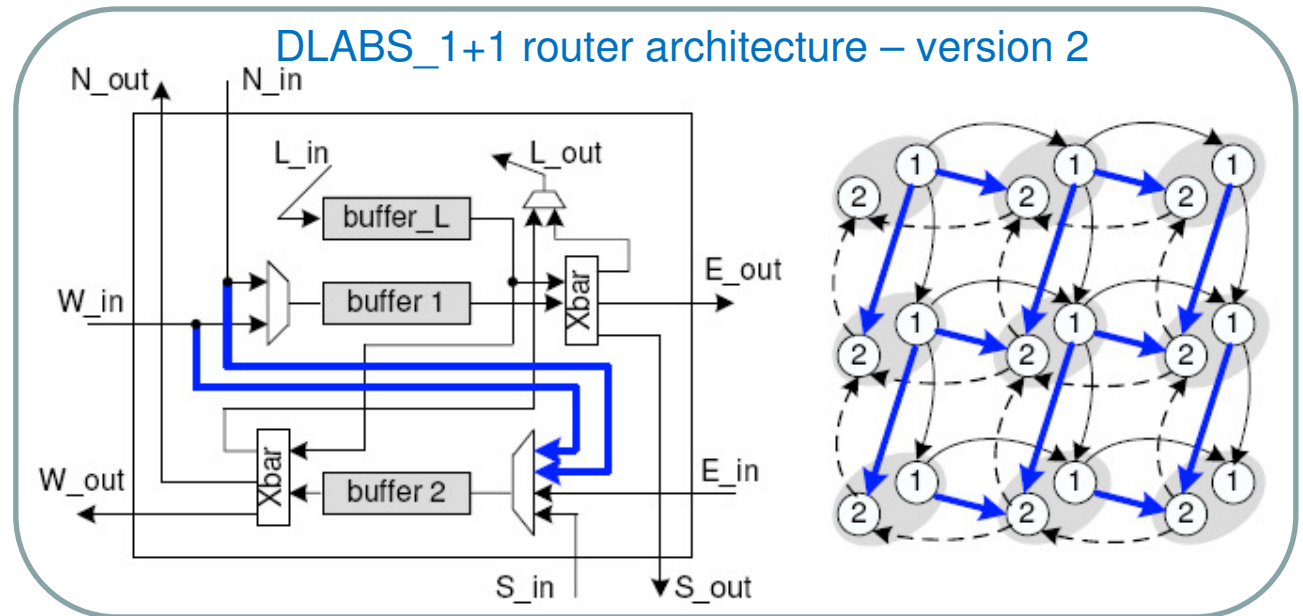 DLABS_1+1 router architecture – version 2
N_out N_in
L_in L_out
buffer_L
W_in buffer 1 Xbar E_out
W_out Xbar buffer 2 E_in
S_in S_out
1 1 1
2 2 2
1 1 1
2 2 2
1 1 1
2 2 2